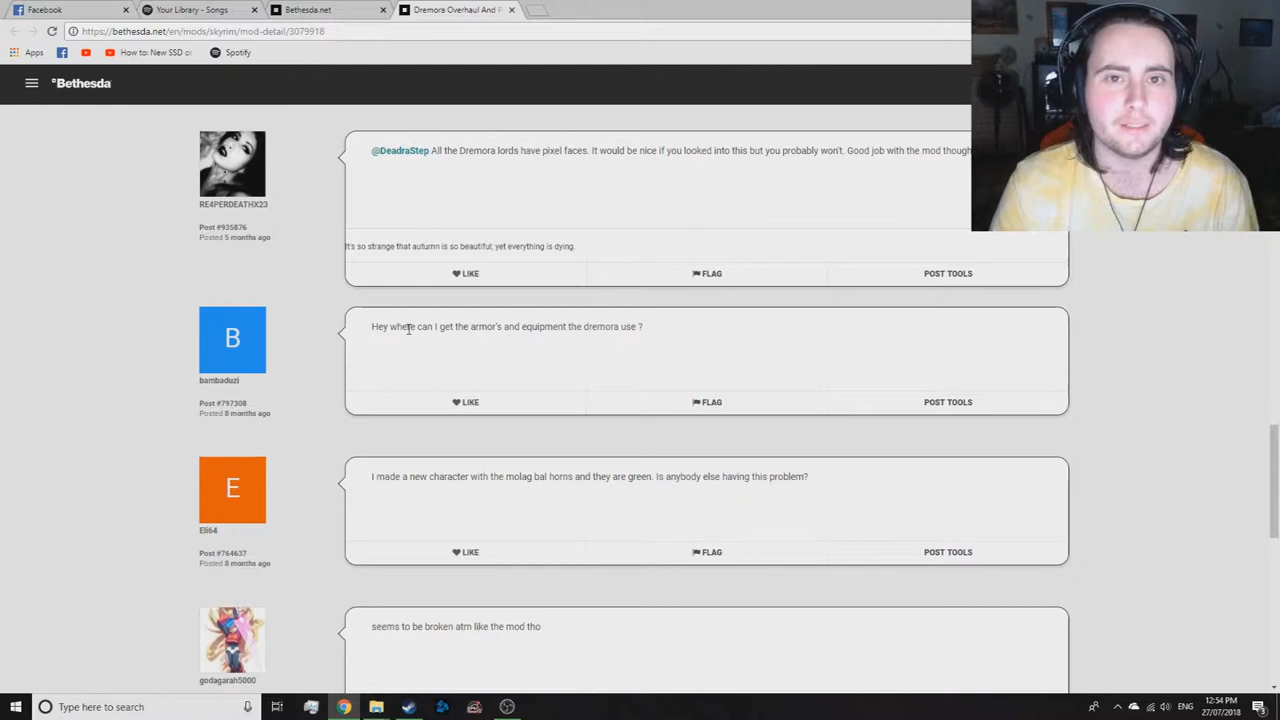 Facebook
Your Library - Songs
Bethesda.net
Dremora Overhaul And P
https://bethesda.net/en/mods/skyrim/mod-detail/3079918
Apps
How to: New SSD o
Spotify
Bethesda
@DeadraStep All the Dremora lords have pixel faces. It would be nice if you looked into this but you probably won't. Good job with the mod though
RE4PERDEATHX23
Post #935876
Posted 5 months ago
It's so strange that autumn is so beautiful; yet everything is dying.
LIKE
FLAG
POST TOOLS
Hey where can I get the armor's and equipment the dremora use ?
B
bambaduzi
Post #797308
Posted 8 months ago
LIKE
FLAG
POST TOOLS
I made a new character with the molag bal horns and they are green. Is anybody else having this problem?
E
Eli64
Post #764637
Posted 8 months ago
LIKE
FLAG
POST TOOLS
seems to be broken atm like the mod tho
godagarah5000
Type here to search
ENG
12:54 PM
27/07/2018